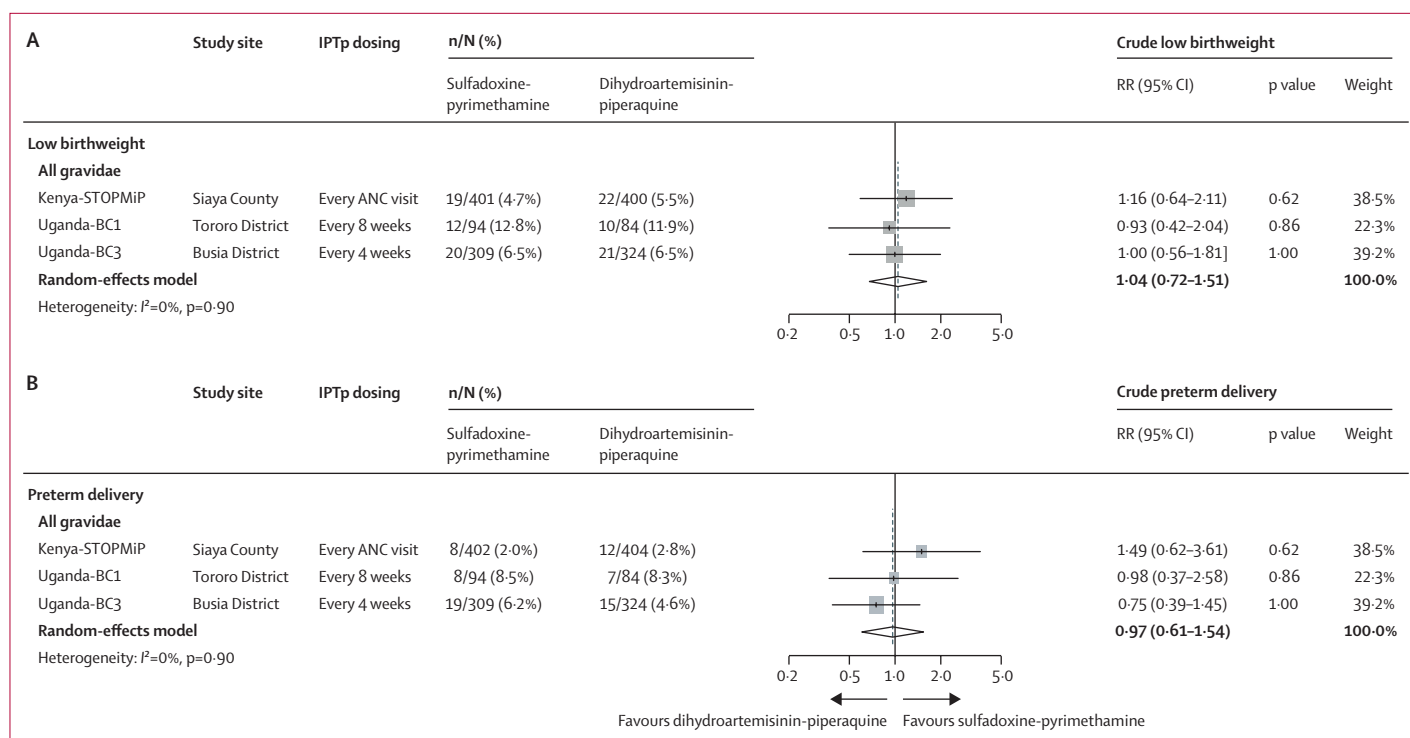 A Study site IPTp dosing n/N (%) Crude low birthweight
Sulfadoxine- Dihydroartemisinin- RR (95% CI) p value Weight
pyrimethamine piperaquine
Low birthweight
All gravidae
Kenya-STOPMiP Siaya County Every ANC visit 19/401 (4·7%) 22/400 (5·5%) 1·16 (0·64–2·11) 0·62 38·5%
Uganda-BC1 Tororo District Every 8 weeks 12/94 (12·8%) 10/84 (11·9%) 0·93 (0·42–2·04) 0·86 22·3%
Uganda-BC3 Busia District Every 4 weeks 20/309 (6·5%) 21/324 (6·5%) 1·00 (0·56–1·81] 1·00 39·2%
Random-effects model 1·04 (0·72–1·51) 100·0%
Heterogeneity: I²=0%, p=0·90
0·2 0·5 1·0 2·0 5·0
B Study site IPTp dosing n/N (%) Crude preterm delivery
Sulfadoxine- Dihydroartemisinin- RR (95% CI) p value Weight
pyrimethamine piperaquine
Preterm delivery
All gravidae
Kenya-STOPMiP Siaya County Every ANC visit 8/402 (2·0%) 12/404 (2·8%) 1·49 (0·62–3·61) 0·62 38·5%
Uganda-BC1 Tororo District Every 8 weeks 8/94 (8·5%) 7/84 (8·3%) 0·98 (0·37–2·58) 0·86 22·3%
Uganda-BC3 Busia District Every 4 weeks 19/309 (6·2%) 15/324 (4·6%) 0·75 (0·39–1·45) 1·00 39·2%
Random-effects model 0·97 (0·61–1·54) 100·0%
Heterogeneity: I²=0%, p=0·90
0·2 0·5 1·0 2·0 5·0
Favours dihydroartemisinin-piperaquine Favours sulfadoxine-pyrimethamine